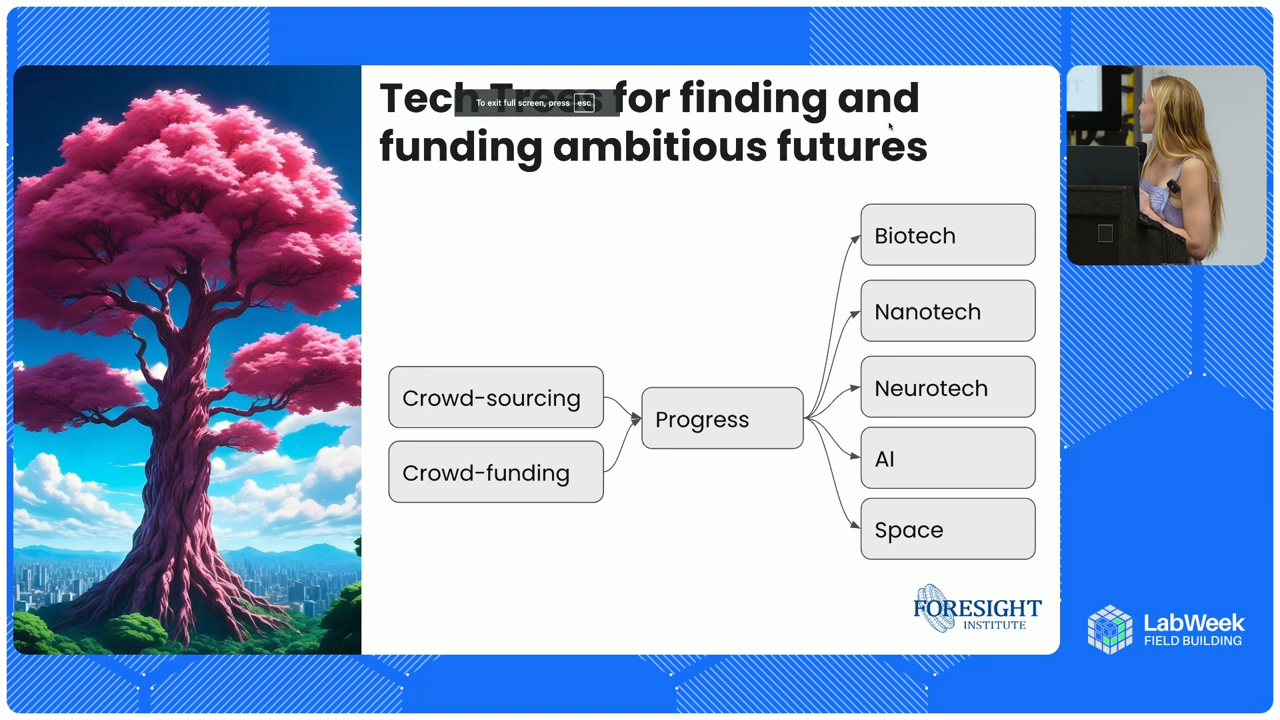 Tech Trees for finding and
funding ambitious futures
To exit full screen, press esc
Crowd-sourcing
Crowd-funding
Progress
Biotech
Nanotech
Neurotech
AI
Space
FORESIGHT
INSTITUTE
LabWeek
FIELD BUILDING